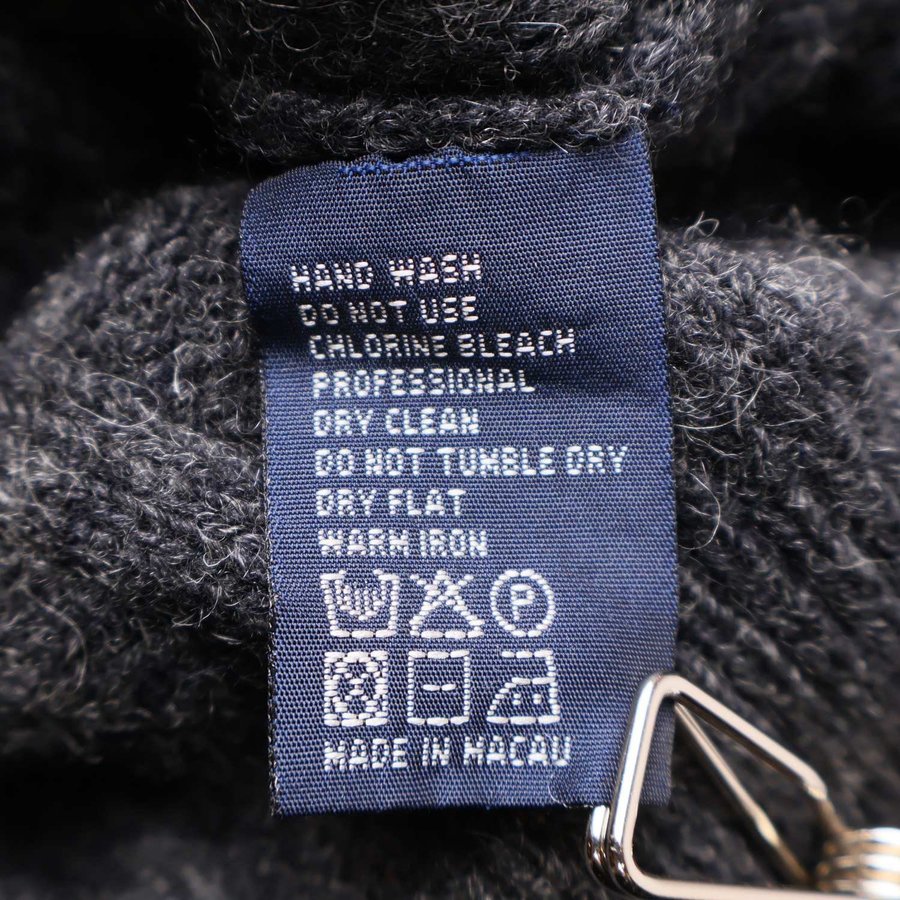 HAND WASH
DO NOT USE
CHLORINE BLEACH
PROFESSIONAL
DRY CLEAN
DO NOT TUMBLE DRY
DRY FLAT
WARM IRON
P
MADE IN MACAU